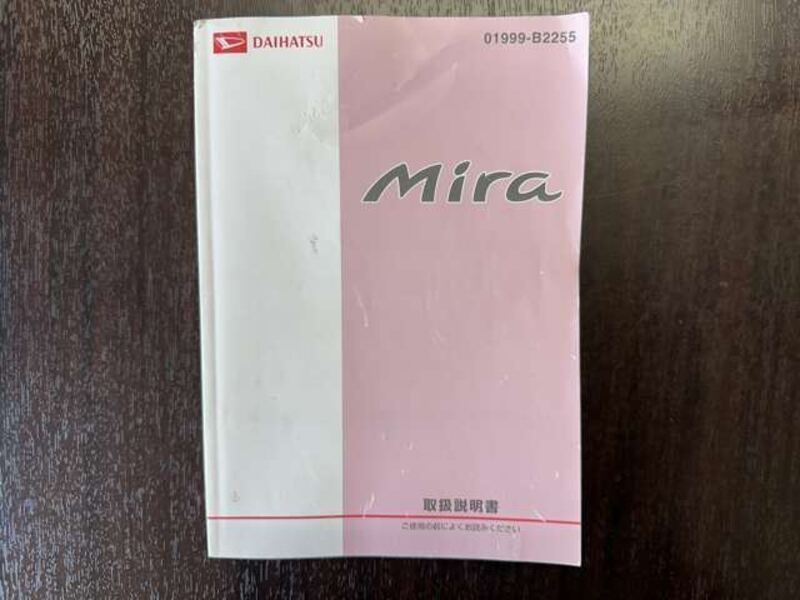 DAIHATSU
01999-B2255
Mira
取扱説明書
ご使用の前によくお読みください